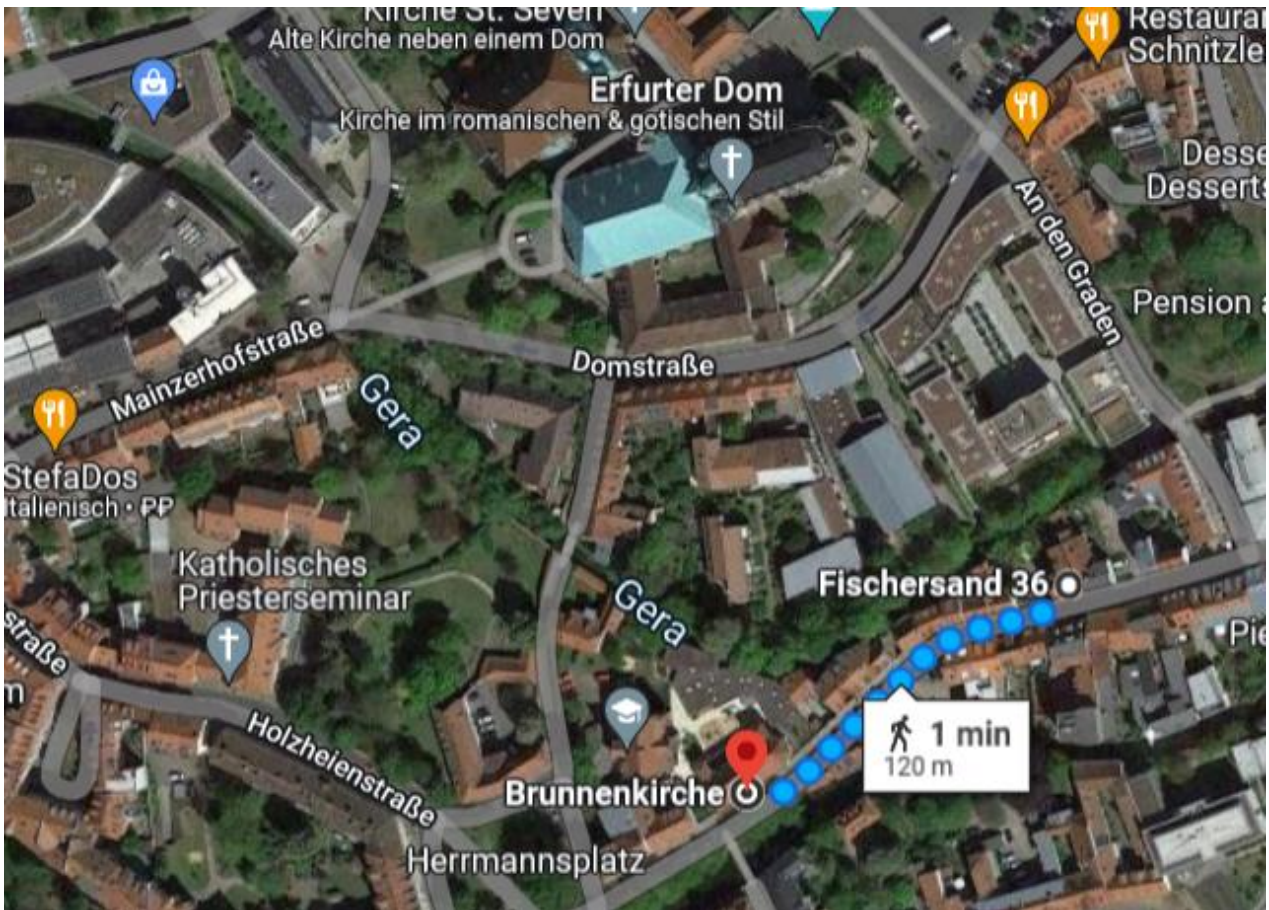 Kirche St. Severi
Alte Kirche neben einem Dom
Restaura
Schnitzle
Erfurter Dom
Kirche im romanischen & gotischen Stil
Desse
Desserts
An den Graden
Pension a
Mainzerhofstraße
Domstraße
Gera
StefaDos
Italienisch • PP
Katholisches
Priesterseminar
Fischersand 36
Gera
straße
Pie
m
Holzheienstraße
1 min
120 m
Brunnenkirche
Herrmannsplatz